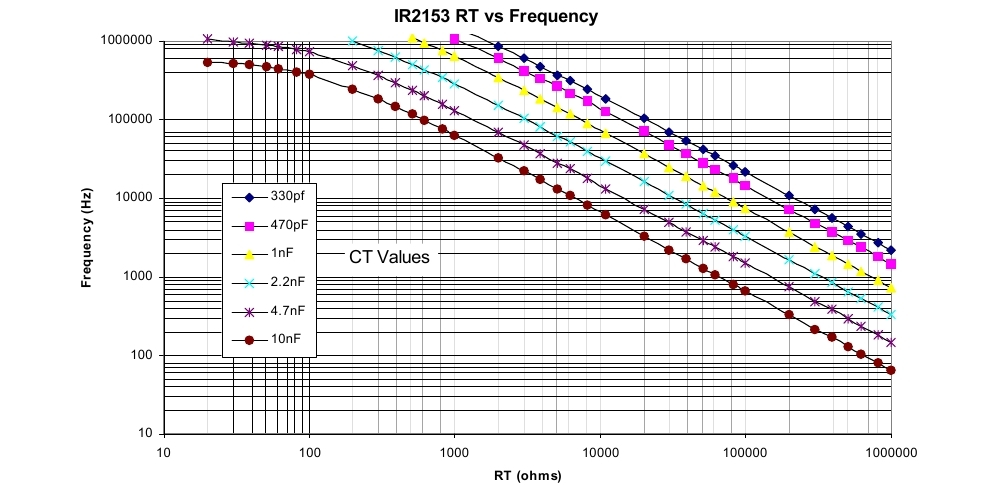 IR2153 RT vs Frequency
1000000
100000
10000
1000
100
10
Frequency (Hz)
330pf
470pF
1nF
2.2nF
4.7nF
10nF
CT Values
10 100 1000 10000 100000 1000000
RT (ohms)